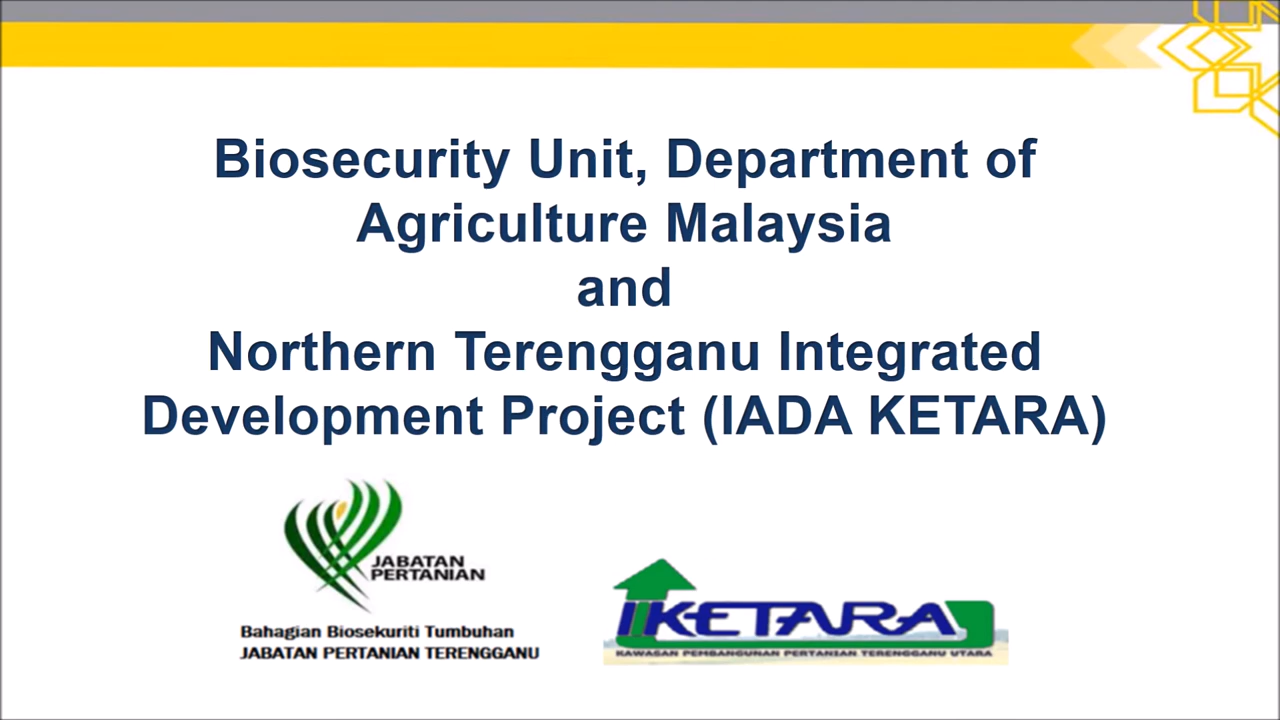 Biosecurity Unit, Department of
Agriculture Malaysia
and
Northern Terengganu Integrated
Development Project (IADA KETARA)
JABATAN
PERTANIAN
Bahagian Biosekuriti Tumbuhan
JABATAN PERTANIAN TERENGGANU
KETARA
KAWASAN PEMBANGUNAN PERTANIAN TERENGGANU UTARA